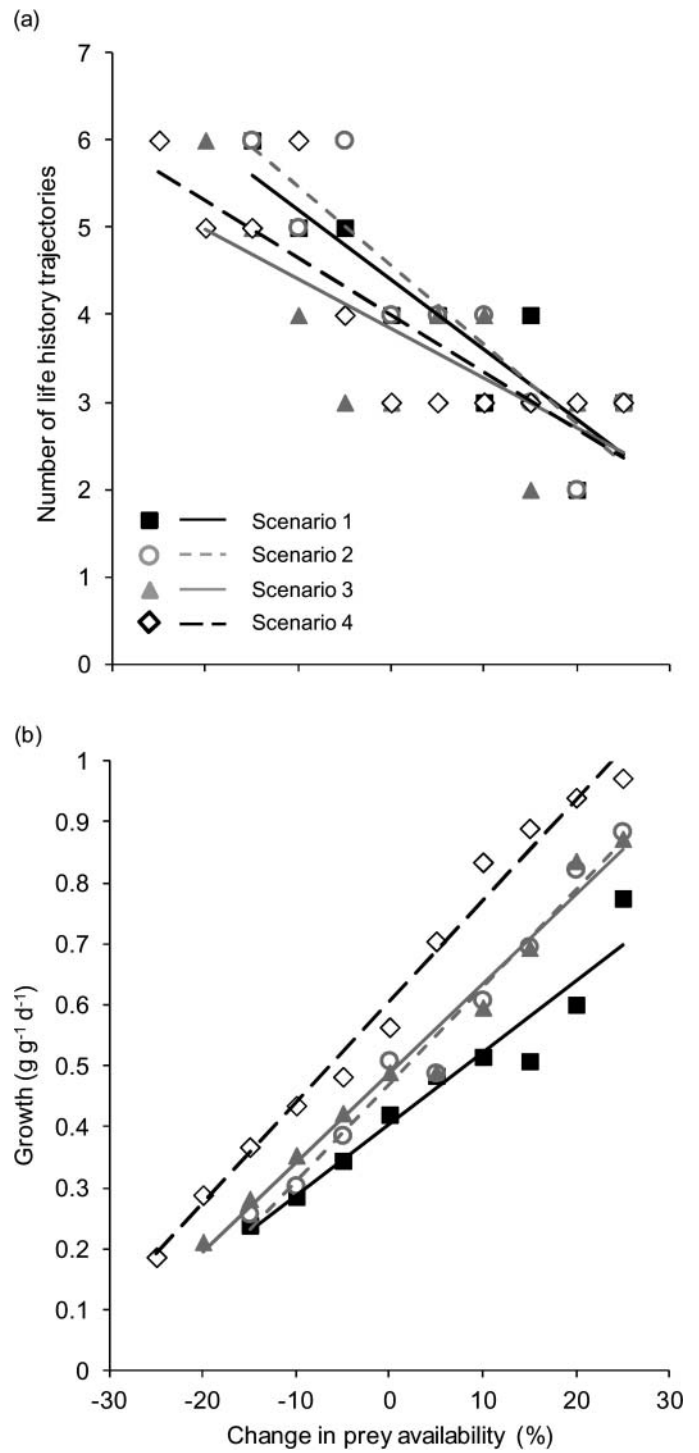 (a)
7
6
5
4
3
2
1
0
Number of life history trajectories
Scenario 1
Scenario 2
Scenario 3
Scenario 4
(b)
1
0.9
0.8
0.7
0.6
0.5
0.4
0.3
0.2
0.1
0
Growth (g g⁻¹ d⁻¹)
-30 -20 -10 0 10 20 30
Change in prey availability (%)